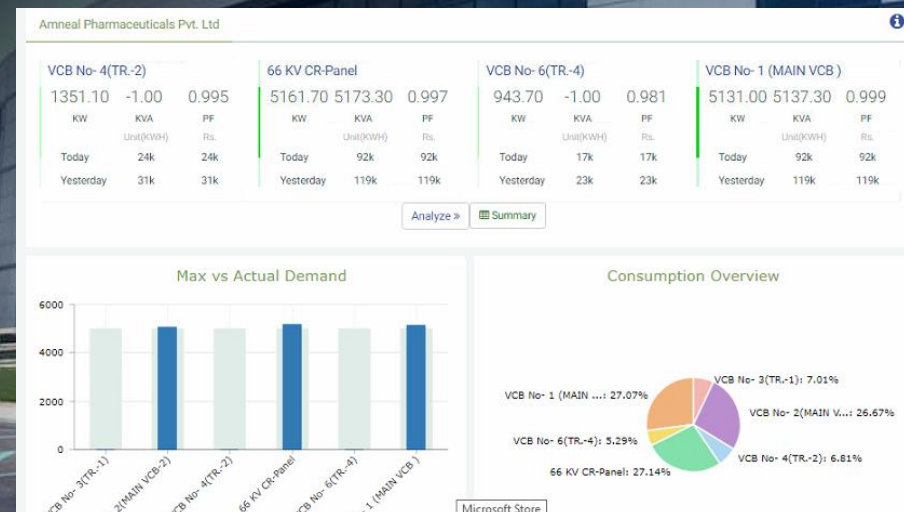 Amneal Pharmaceuticals Pvt. Ltd
VCB No- 4(TR.-2)
1351.10 -1.00 0.995
KW KVA PF
Unit(KWH) Rs.
Today 24k 24k
Yesterday 31k 31k
66 KV CR-Panel
5161.70 5173.30 0.997
KW KVA PF
Unit(KWH) Rs.
Today 92k 92k
Yesterday 119k 119k
VCB No- 6(TR.-4)
943.70 -1.00 0.981
KW KVA PF
Unit(KWH) Rs.
Today 17k 17k
Yesterday 23k 23k
VCB No- 1 (MAIN VCB )
5131.00 5137.30 0.999
KW KVA PF
Unit(KWH) Rs.
Today 92k 92k
Yesterday 119k 119k
Analyze » Summary
Max vs Actual Demand
6000
4000
2000
0
VCB No- 3(TR.-1)
2(MAIN VCB-2)
VCB No- 4(TR.-2)
66 KV CR-Panel
VCB No- 6(TR.-4)
1 (MAIN VCB )
Consumption Overview
VCB No- 3(TR.-1): 7.01%
VCB No- 1 (MAIN ...: 27.07%
VCB No- 2(MAIN V...: 26.67%
VCB No- 6(TR.-4): 5.29%
VCB No- 4(TR.-2): 6.81%
66 KV CR-Panel: 27.14%
Microsoft Store